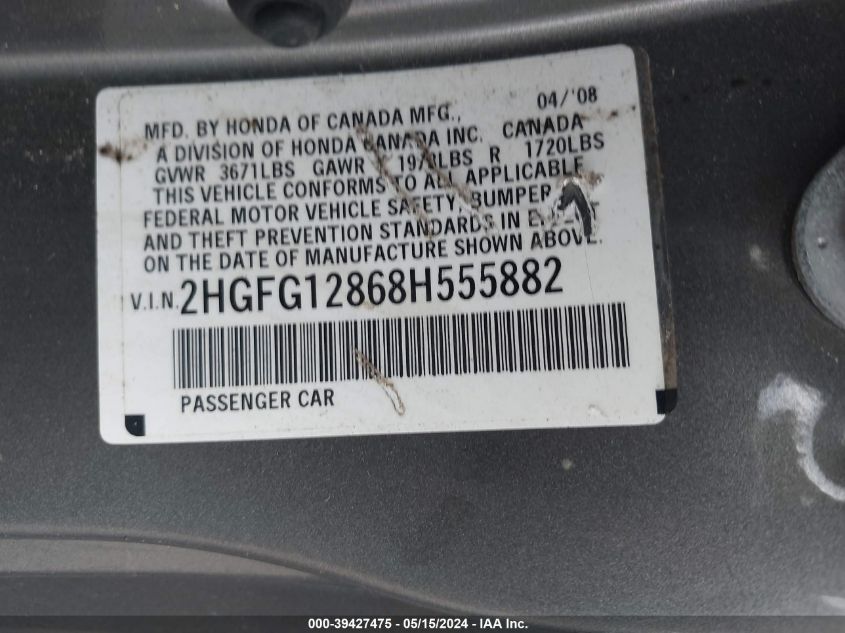 04/'08
MFD. BY HONDA OF CANADA MFG.,
A DIVISION OF HONDA CANADA INC. CANADA
GVWR 3671LBS GAWR LBS R 1720LBS
THIS VEHICLE CONFORMS TO ALL APPLICABLE
FEDERAL MOTOR VEHICLE SAFETY, BUMPER
AND THEFT PREVENTION STANDARDS IN
ON THE DATE OF MANUFACTURE SHOWN ABOVE.
V.I.N. 2HGFG12868H555882
PASSENGER CAR
000-39427475 - 05/15/2024 - IAA Inc.